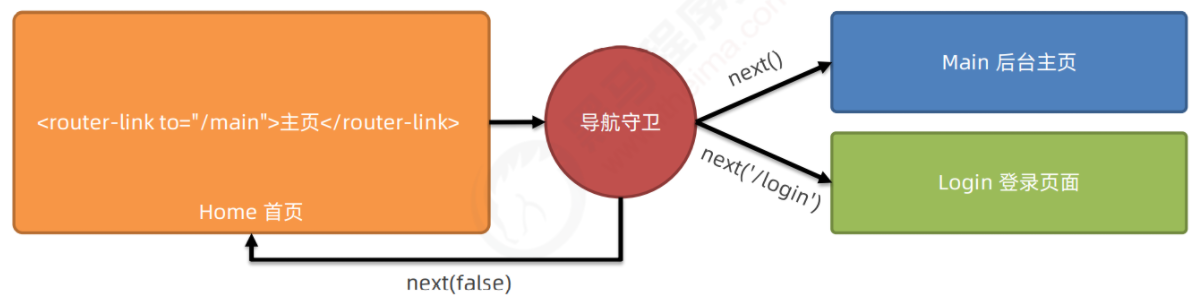 <router-link to="/main">主页</router-link>
Home 首页
导航守卫
next()
next('/login')
next(false)
Main 后台主页
Login 登录页面